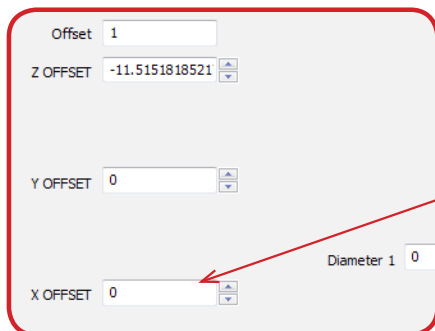 Offset 1
Z OFFSET -11.5151818521
Y OFFSET 0
Diameter 1 0
X OFFSET 0